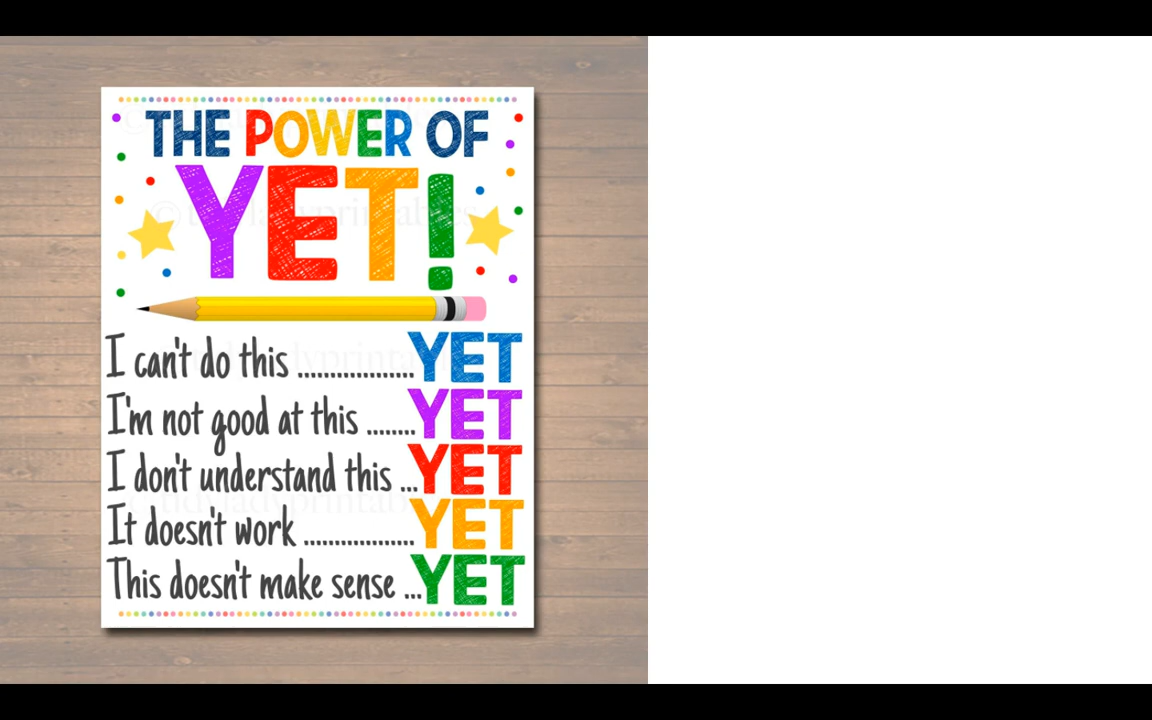 THE POWER OF
YET!
I can't do this ..................YET
I'm not good at this ........YET
I don't understand this ...YET
It doesn't work .................YET
This doesn't make sense ...YET